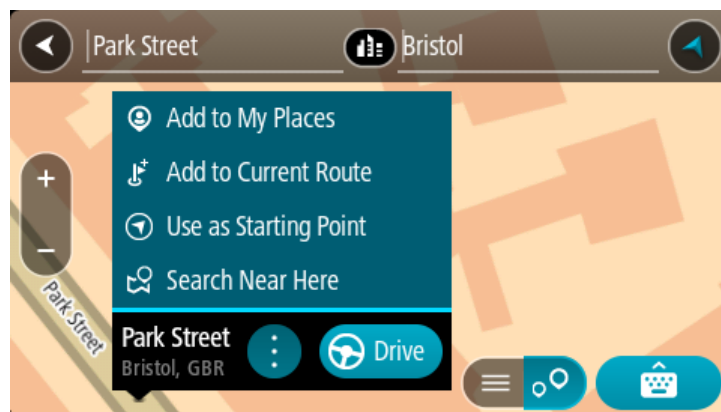 Park Street Bristol
Add to My Places
Add to Current Route
Use as Starting Point
Search Near Here
Park Street
Park Street
Bristol, GBR
Drive